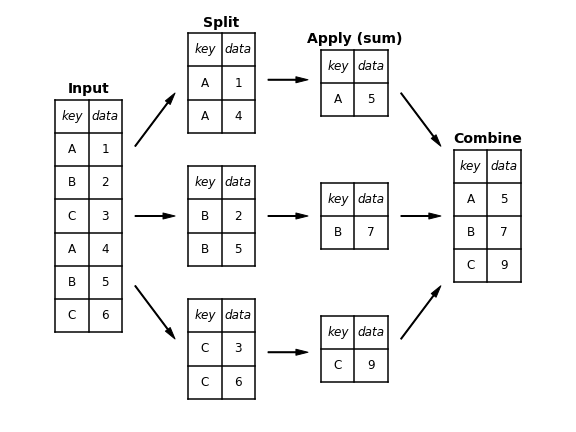 Input
key data
A 1
B 2
C 3
A 4
B 5
C 6
Split
key data
A 1
A 4
key data
B 2
B 5
key data
C 3
C 6
Apply (sum)
key data
A 5
key data
B 7
key data
C 9
Combine
key data
A 5
B 7
C 9